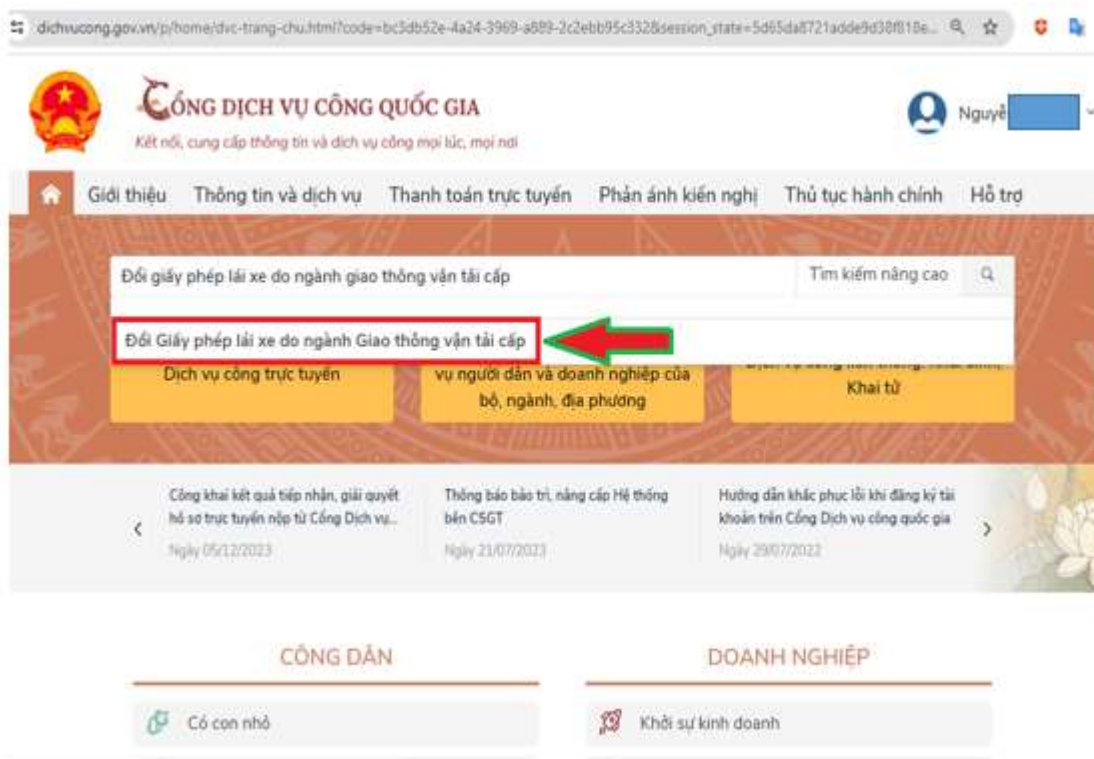 dichvucong.gov.vn/p/home/dvc-trang-chu.html?code=bc3db52e-4a24-3969-a889-2c2ebb95c332&session_state=5d65da8721adde9d38f818e...
CỔNG DỊCH VỤ CÔNG QUỐC GIA
Kết nối, cung cấp thông tin và dịch vụ công mọi lúc, mọi nơi
Nguyễ
Giới thiệu Thông tin và dịch vụ Thanh toán trực tuyến Phản ánh kiến nghị Thủ tục hành chính Hỗ trợ
Đổi giấy phép lái xe do ngành giao thông vận tải cấp Tìm kiếm nâng cao
Đổi Giấy phép lái xe do ngành Giao thông vận tải cấp
Dịch vụ công trực tuyến
vụ người dân và doanh nghiệp của
bộ, ngành, địa phương
Khai tử
Công khai kết quả tiếp nhận, giải quyết
hồ sơ trực tuyến nộp từ Cổng Dịch vụ...
Ngày 05/12/2023
Thông báo bảo trì, nâng cấp Hệ thống
bên CSGT
Ngày 21/07/2023
Hướng dẫn khắc phục lỗi khi đăng ký tài
khoản trên Cổng Dịch vụ công quốc gia
Ngày 29/07/2022
CÔNG DÂN
Có con nhỏ
DOANH NGHIỆP
Khởi sự kinh doanh